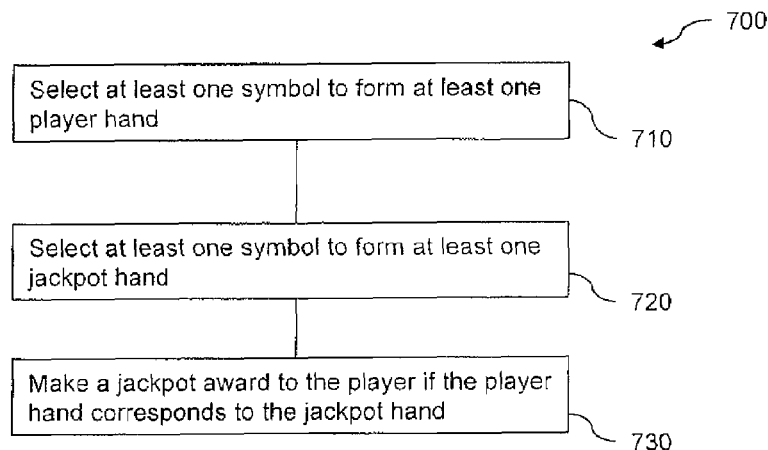 700
Select at least one symbol to form at least one
player hand
710
Select at least one symbol to form at least one
jackpot hand
720
Make a jackpot award to the player if the player
hand corresponds to the jackpot hand
730